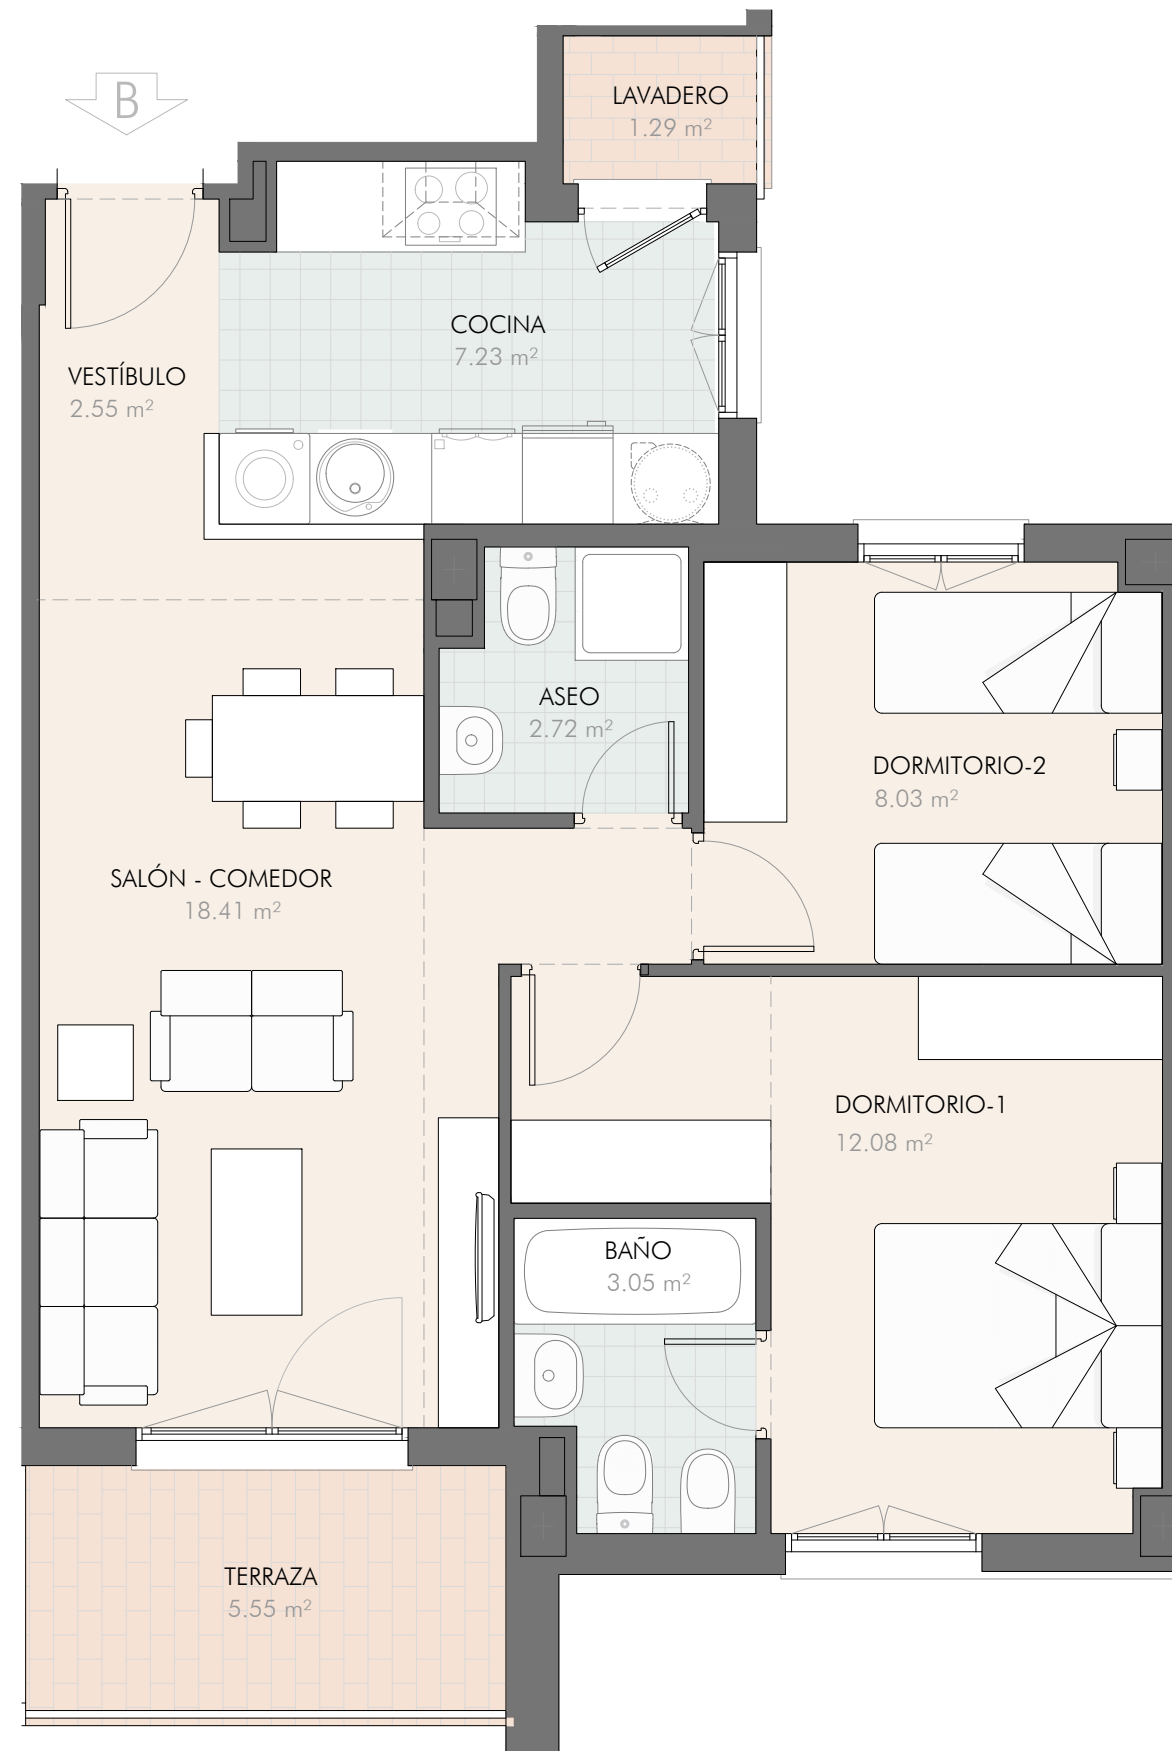 LAVADERO
1.29 m²
B
COCINA
7.23 m²
VESTÍBULO
2.55 m²
ASEO
2.72 m²
DORMITORIO-2
8.03 m²
SALÓN - COMEDOR
18.41 m²
DORMITORIO-1
12.08 m²
BAÑO
3.05 m²
TERRAZA
5.55 m²